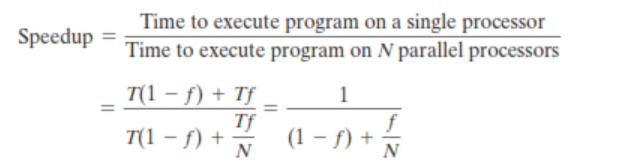 Speedup = Time to execute program on a single processor / Time to execute program on N parallel processors
= T(1 − f) + Tf / T(1 − f) + Tf/N = 1 / (1 − f) + f/N